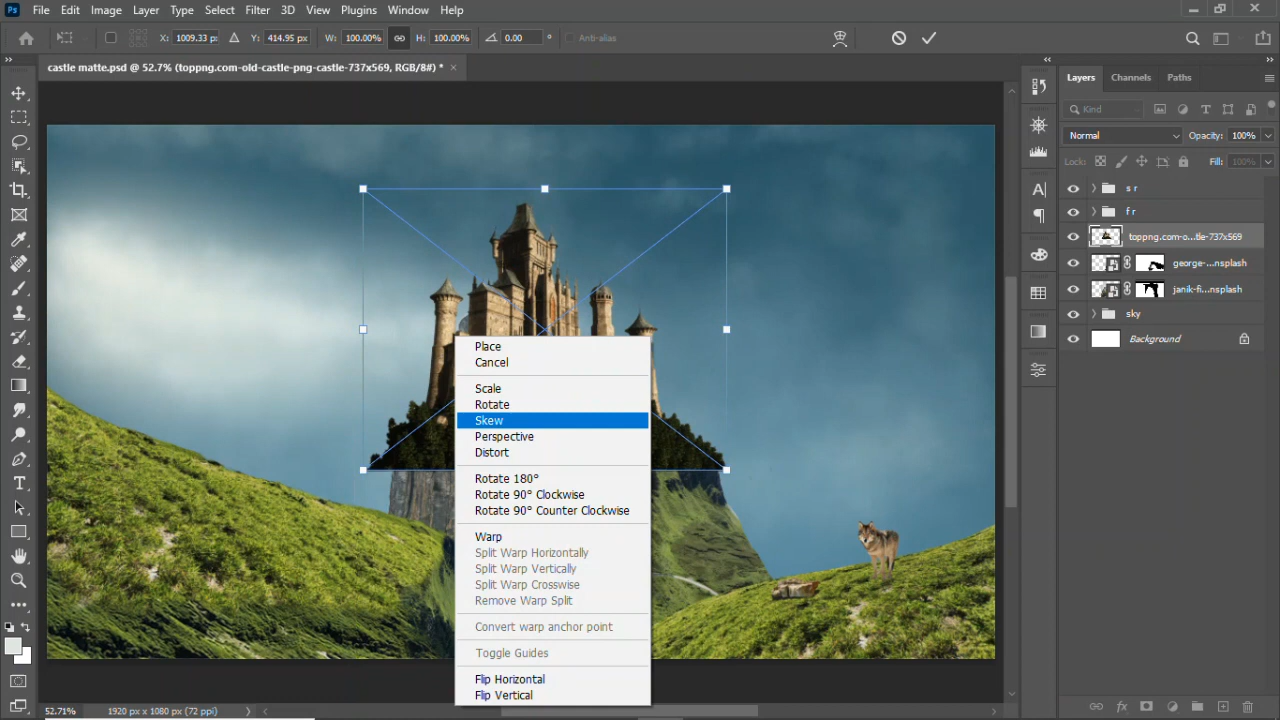 Ps File Edit Image Layer Type Select Filter 3D View Plugins Window Help
X: 1009.33 p: Y: 414.95 px W: 100.00% H: 100.00% 0.00 ° Anti-alias
castle matte.psd @ 52.7% (toppng.com-old-castle-png-castle-737x569, RGB/8#) * ×
Place
Cancel
Scale
Rotate
Skew
Perspective
Distort
Rotate 180°
Rotate 90° Clockwise
Rotate 90° Counter Clockwise
Warp
Split Warp Horizontally
Split Warp Vertically
Split Warp Crosswise
Remove Warp Split
Convert warp anchor point
Toggle Guides
Flip Horizontal
Flip Vertical
Layers Channels Paths
Kind
Normal Opacity: 100%
Lock: Fill: 100%
s r
f r
toppng.com-o...tle-737x569
george-...nsplash
janik-fi...nsplash
sky
Background
52.71% 1920 px x 1080 px (72 ppi)